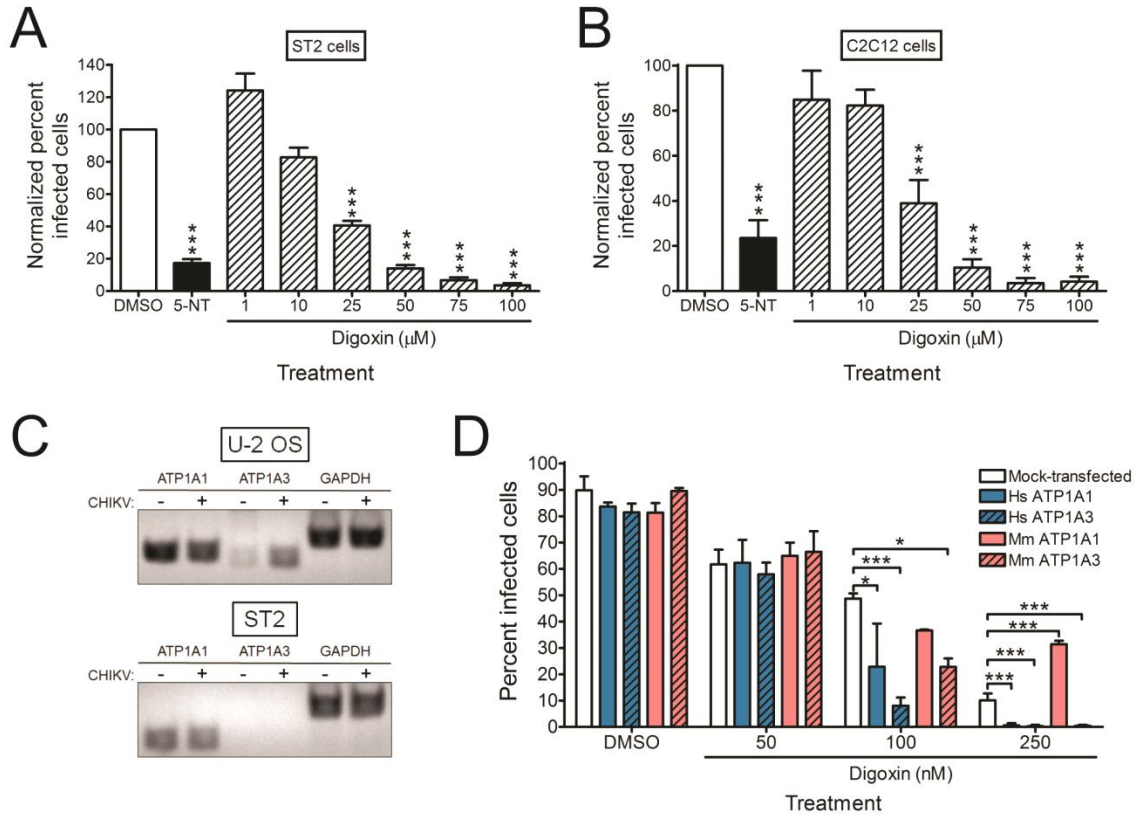 A
ST2 cells
Normalized percent
infected cells
140
120
100
80
60
40
20
0
***
***
***
***
***
DMSO 5-NT 1 10 25 50 75 100
Digoxin (μM)
Treatment
B
C2C12 cells
Normalized percent
infected cells
100
80
60
40
20
0
***
***
***
***
***
DMSO 5-NT 1 10 25 50 75 100
Digoxin (μM)
Treatment
C
U-2 OS
ATP1A1 ATP1A3 GAPDH
CHIKV: - + - + - +
ST2
ATP1A1 ATP1A3 GAPDH
CHIKV: - + - + - +
D
Percent infected cells
100
90
80
70
60
50
40
30
20
10
0
Mock-transfected
Hs ATP1A1
Hs ATP1A3
Mm ATP1A1
Mm ATP1A3
*
***
*
***
***
***
***
DMSO 50 100 250
Digoxin (nM)
Treatment